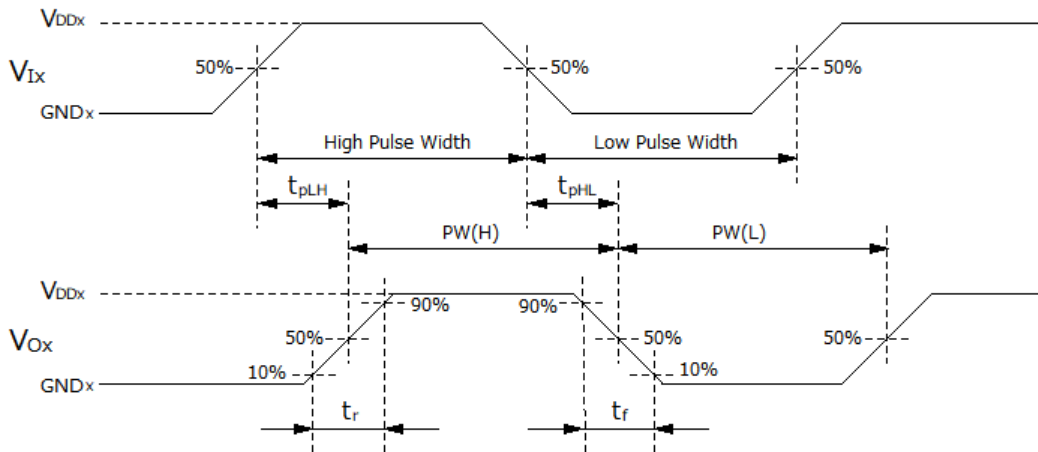 VDDx
50%
50%
50%
VIx
GNDx
High Pulse Width
Low Pulse Width
tpLH
tpHL
PW(H)
PW(L)
VDDx
90%
90%
50%
50%
50%
VOx
10%
10%
GNDx
tr
tf